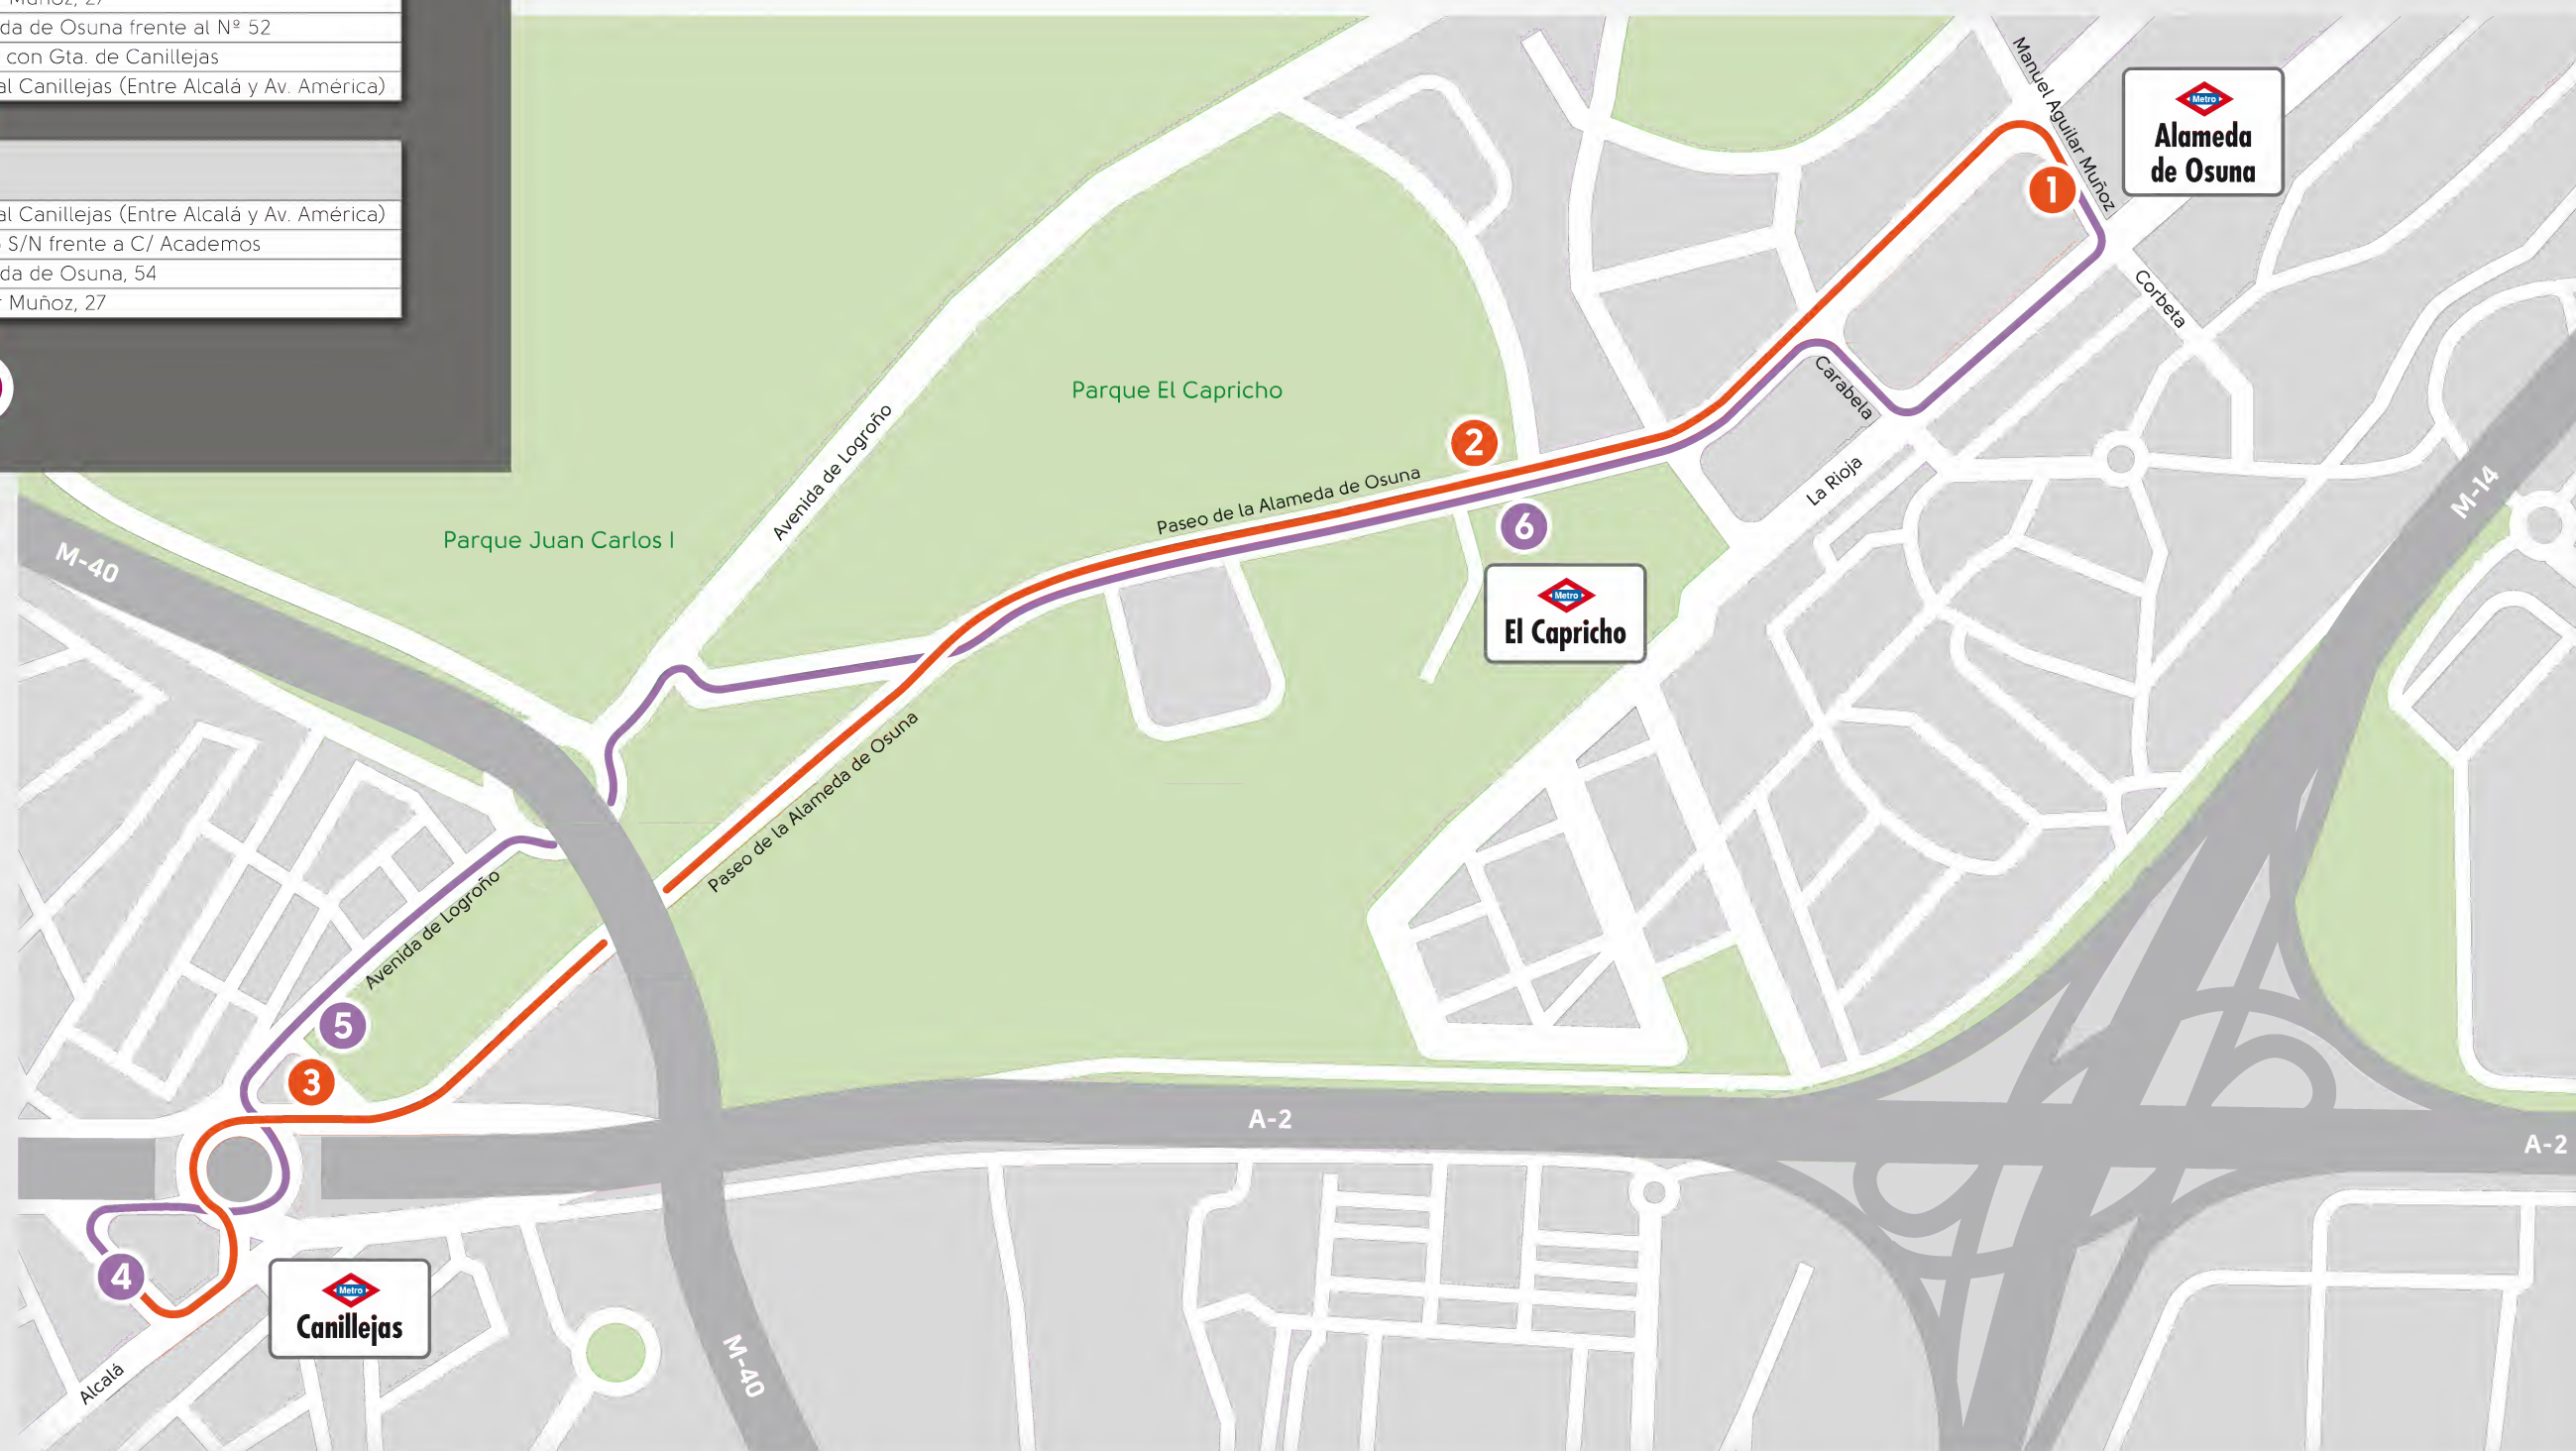 Muñoz, 27
da de Osuna frente al Nº 52
con Gta. de Canillejas
al Canillejas (Entre Alcalá y Av. América)
al Canillejas (Entre Alcalá y Av. América)
S/N frente a C/ Academos
da de Osuna, 54
Muñoz, 27
Manuel Aguilar Muñoz
Metro
Alameda
de Osuna
1
Corbeta
Carabela
La Rioja
M-14
Parque El Capricho
Avenida de Logroño
2
Paseo de la Alameda de Osuna
6
Metro
El Capricho
Parque Juan Carlos I
M-40
Paseo de la Alameda de Osuna
Avenida de Logroño
5
3
A-2
A-2
4
Metro
Canillejas
Alcalá
M-40